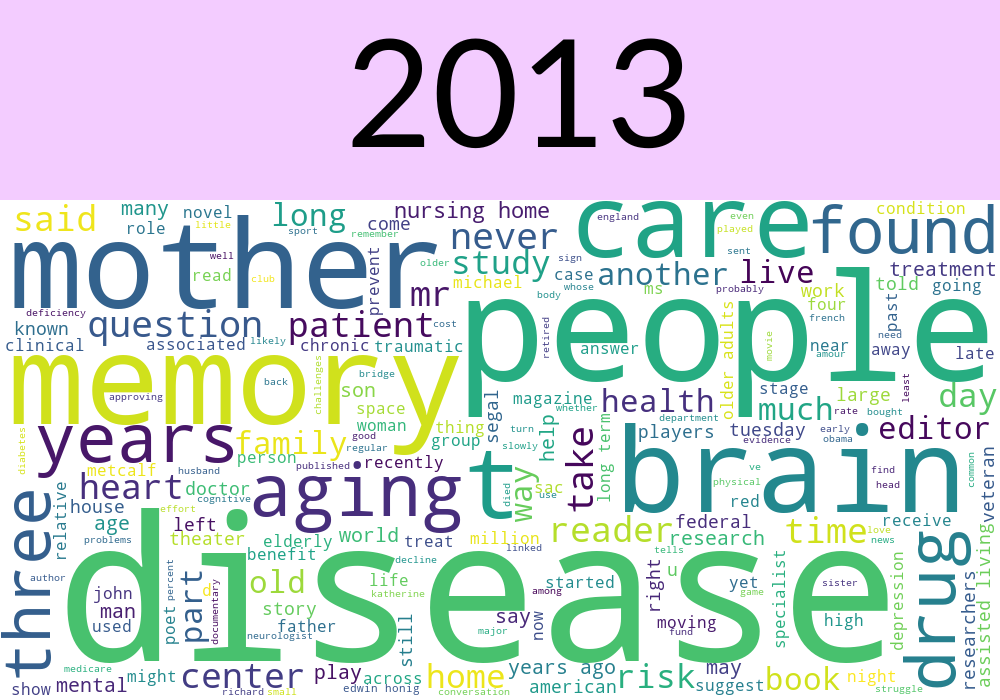 2013
said
many
novel
long
nursing home
care
england
even
condition
role
little
sport
come
played
found
mother
well
remember
never
sent
read
club
prevent
older
study
sign
case
another
live
treatment
michael
whose
probably
told
going
deficiency
mr
body
ms
work
past
known
question
patient
cost
people
four
french
clinical
associated
likely
chronic
traumatic
retired
answer
older adults
movie
near
amour
need
away
late
memory
challenges
bridge
back
approving
son
space
woman
magazine
whether
health
stage
much
large
rate
bought
least
day
segal
department
years
family
good
regular
thing
group
turn
slowly
help
long term
take
players
tuesday
evidence
early
obama
editor
diabetes
person
published
recently
metcalf
husband
heart
doctor
cognitive
aging
t
way
died
sac
use
brain
ve
physical
find
head
common
veteran
three
relative
house
effort
red
receive
age
problems
left
theater
elderly
world
treat
million
linked
reader
federal
research
time
love
news
drug
assisted living
disease
benefit
decline
tells
author
john
man
used
poet
percent
part
d
documentary
old
story
father
neurologist
life
katherine
started
among
right
u
yet
game
specialist
sister
high
depression
researchers
still
say
major
now
moving
fund
show
medicare
mental
might
center
richard
small
play
across
edwin honig
home
conversation
years ago
american
risk
suggest
may
book
night
struggle